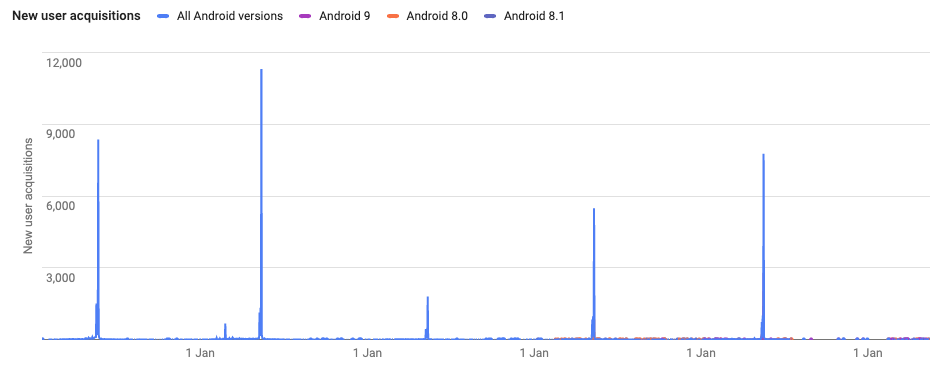 New user acquisitions All Android versions Android 9 Android 8.0 Android 8.1
12,000
9,000
6,000
3,000
New user acquisitions
1 Jan 1 Jan 1 Jan 1 Jan 1 Jan